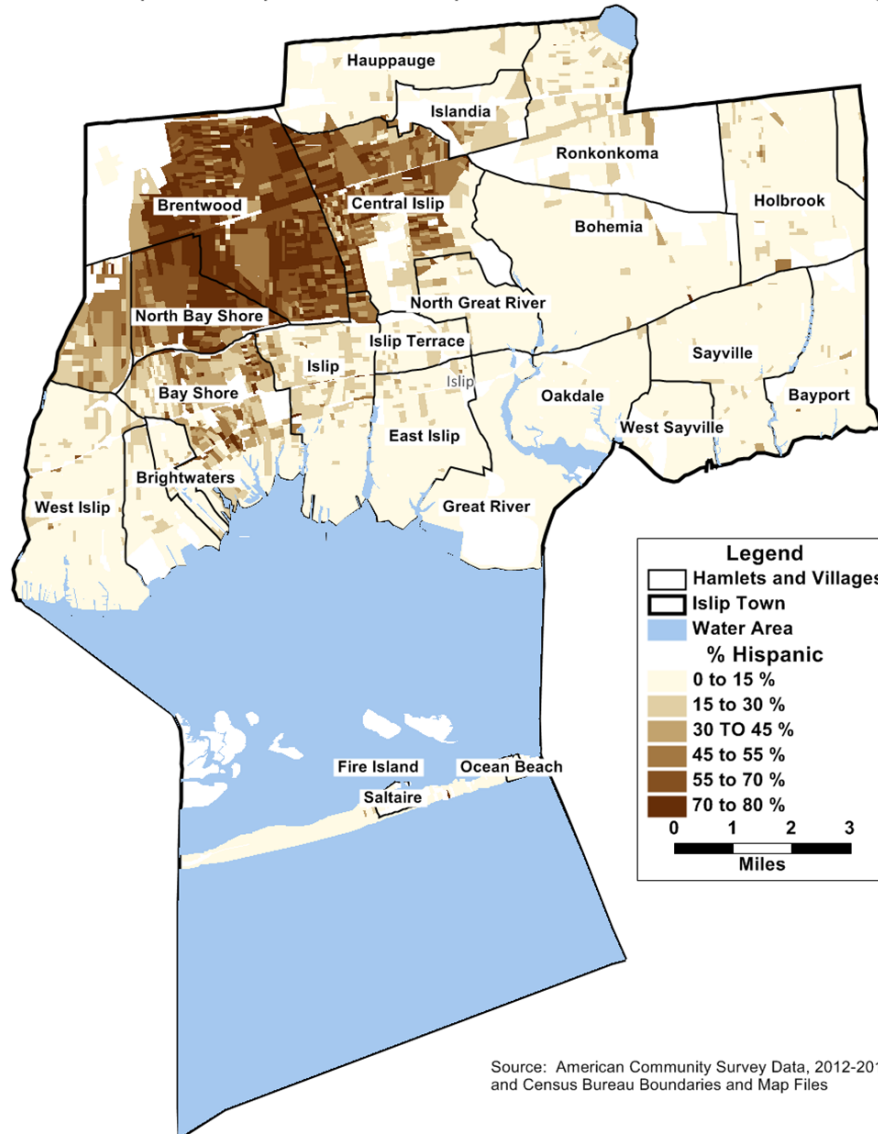 Hauppauge
Islandia
Ronkonkoma
Brentwood
Central Islip
Holbrook
Bohemia
North Great River
North Bay Shore
Islip Terrace
Islip
Sayville
Islip
Bay Shore
Oakdale
Bayport
West Sayville
East Islip
Brightwaters
West Islip
Great River
Legend
Hamlets and Villages
Islip Town
Water Area
% Hispanic
0 to 15 %
15 to 30 %
30 TO 45 %
45 to 55 %
55 to 70 %
70 to 80 %
0 1 2 3
Miles
Fire Island
Ocean Beach
Saltaire
Source: American Community Survey Data,
and Census Bureau Boundaries and Map Files